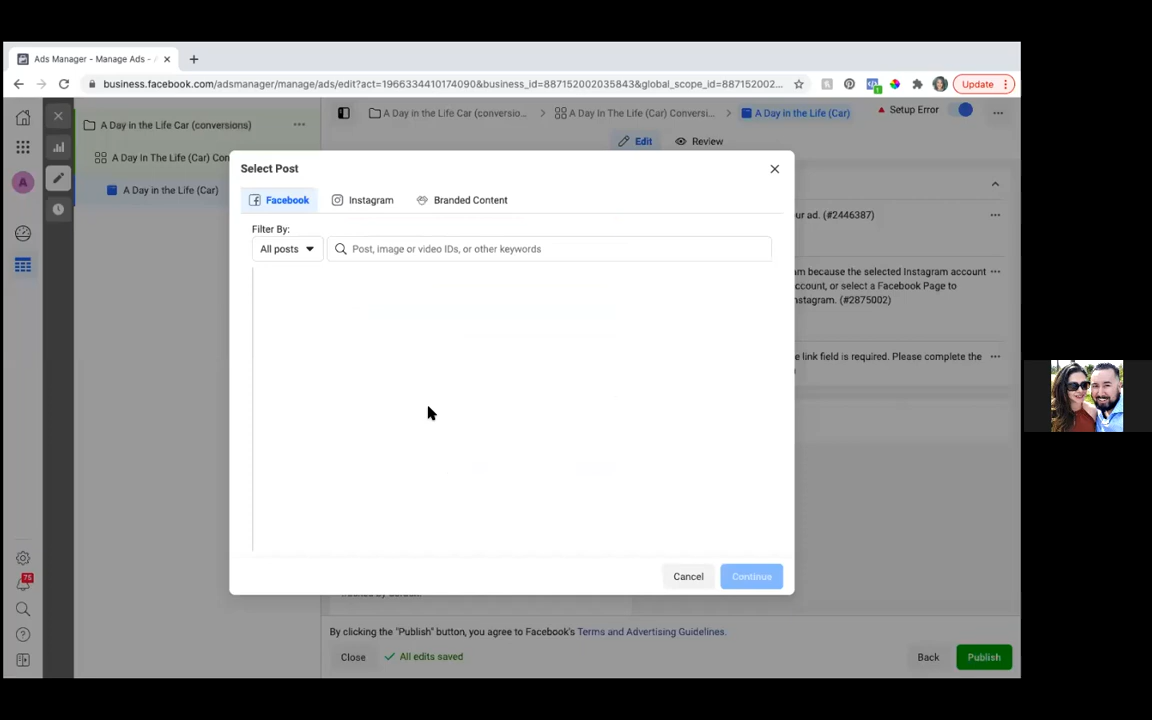 Ads Manager - Manage Ads -
business.facebook.com/adsmanager/manage/ads/edit?act=1966334410174090&business_id=887152002035843&global_scope_id=887152002...
Update
A Day in the Life Car (conversions)
A Day in the Life Car (conversio...
A Day In The Life (Car) Conversi...
A Day in the Life (Car)
Setup Error
Edit
Review
A Day In The Life (Car) Con
A Day in the Life (Car)
A
Select Post
Facebook
Instagram
Branded Content
Filter By:
All posts
Post, image or video IDs, or other keywords
ur ad. (#2446387)
m because the selected Instagram account
ccount, or select a Facebook Page to
nstagram. (#2875002)
e link field is required. Please complete the
Cancel
Continue
75
By clicking the "Publish" button, you agree to Facebook's Terms and Advertising Guidelines.
Close
All edits saved
Back
Publish